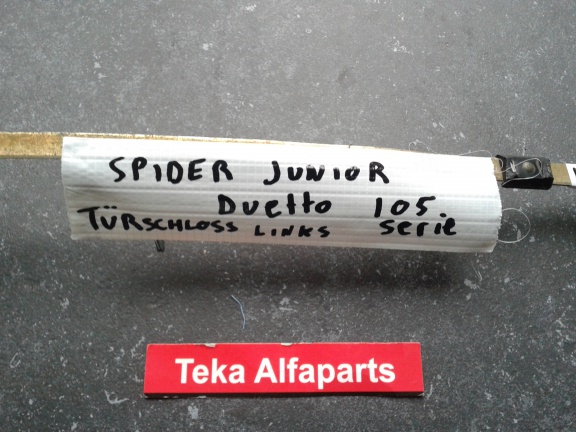 SPIDER JUNIOR
Duetto 105.
TÜRSCHLOSS LINKS serie
Teka Alfaparts